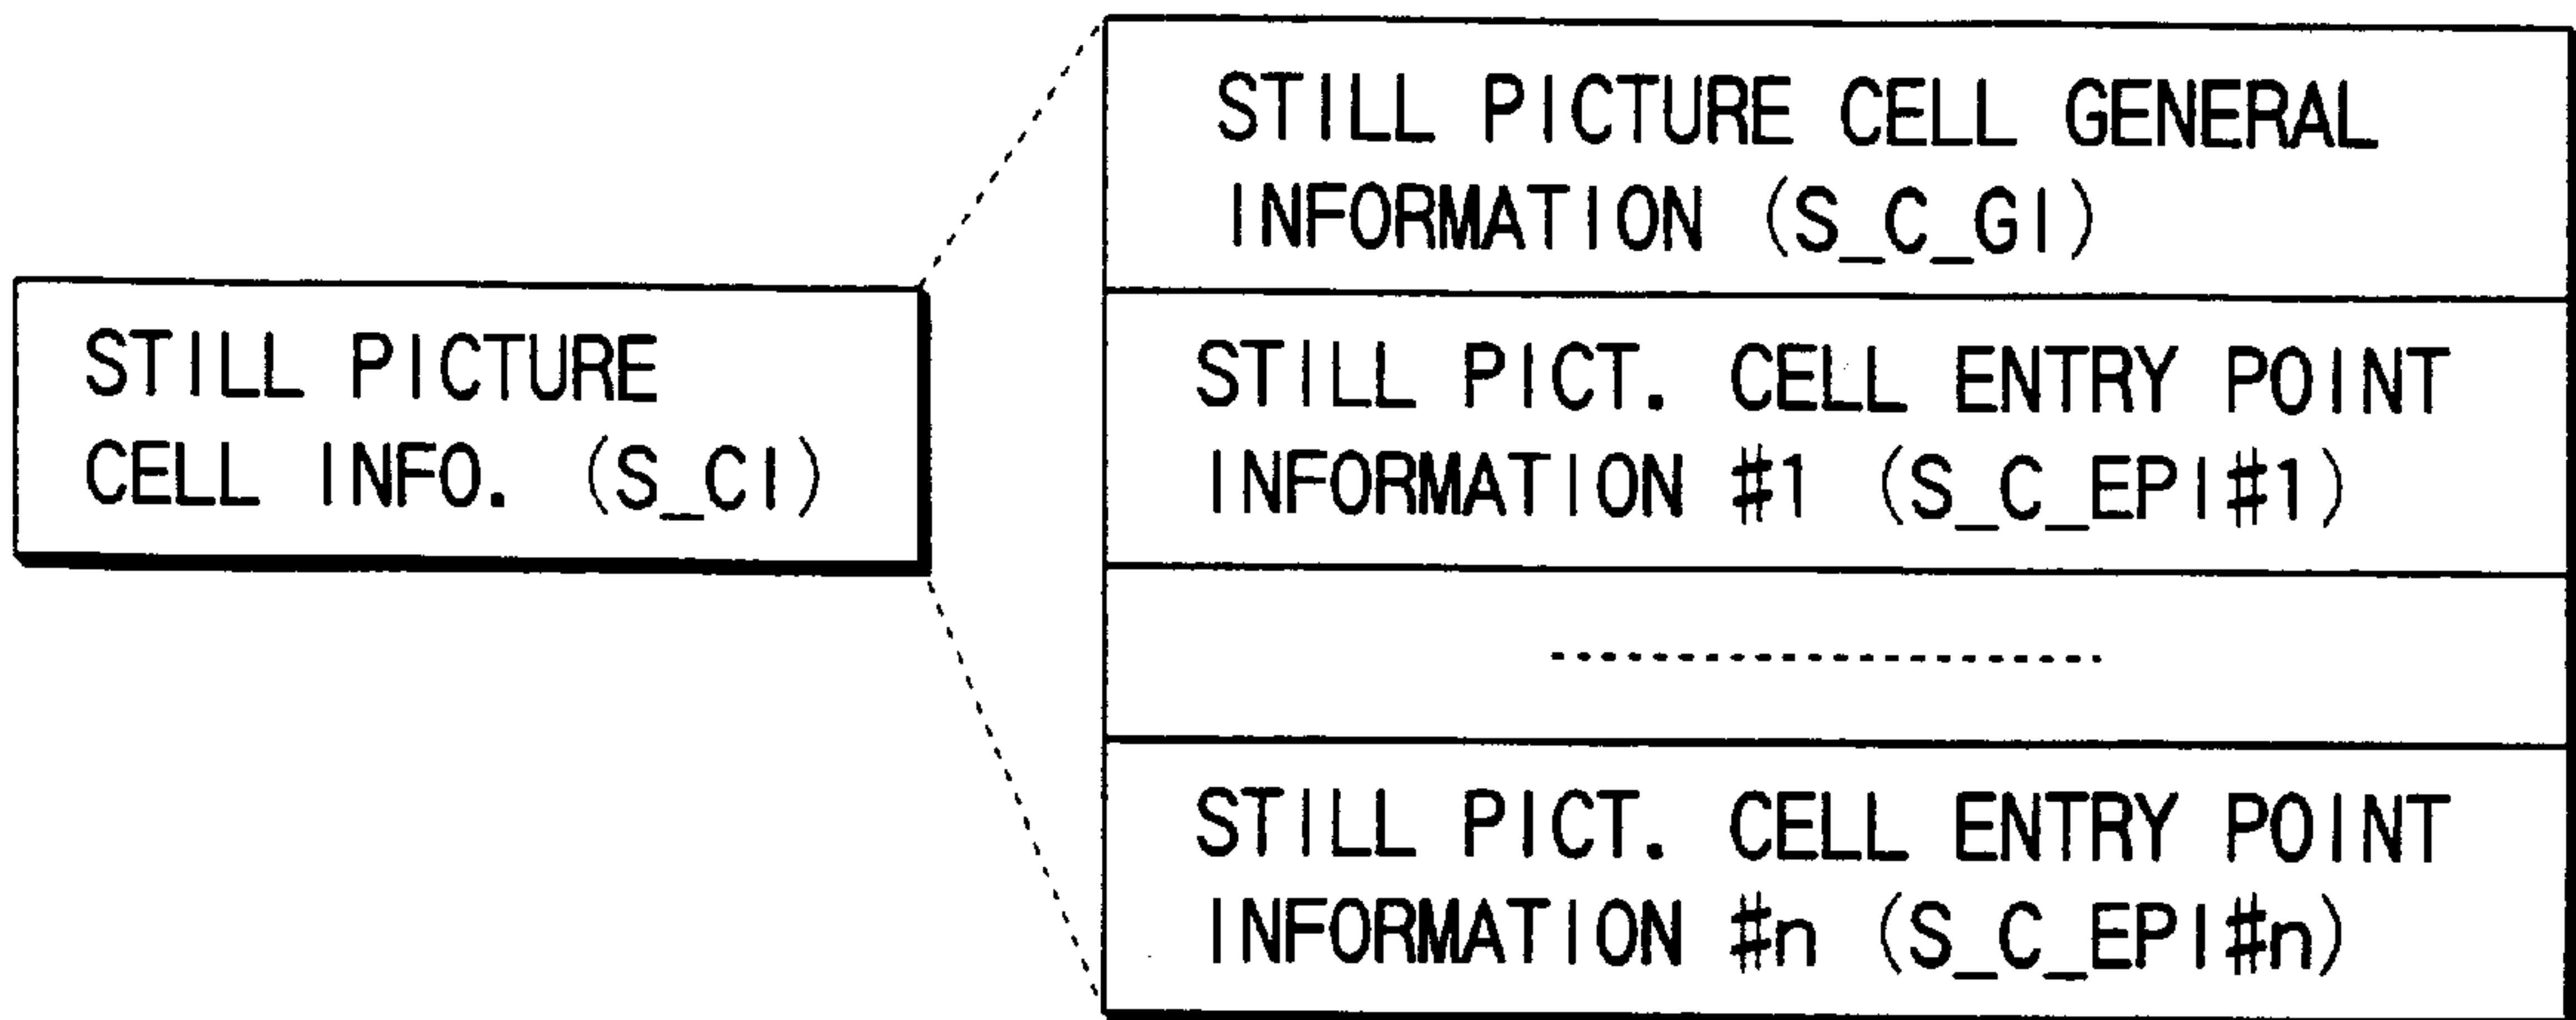 STILL PICTURE
CELL INFO. (S_CI)
STILL PICTURE CELL GENERAL
INFORMATION (S_C_GI)
STILL PICT. CELL ENTRY POINT
INFORMATION #1 (S_C_EPI#1)
STILL PICT. CELL ENTRY POINT
INFORMATION #n (S_C_EPI#n)